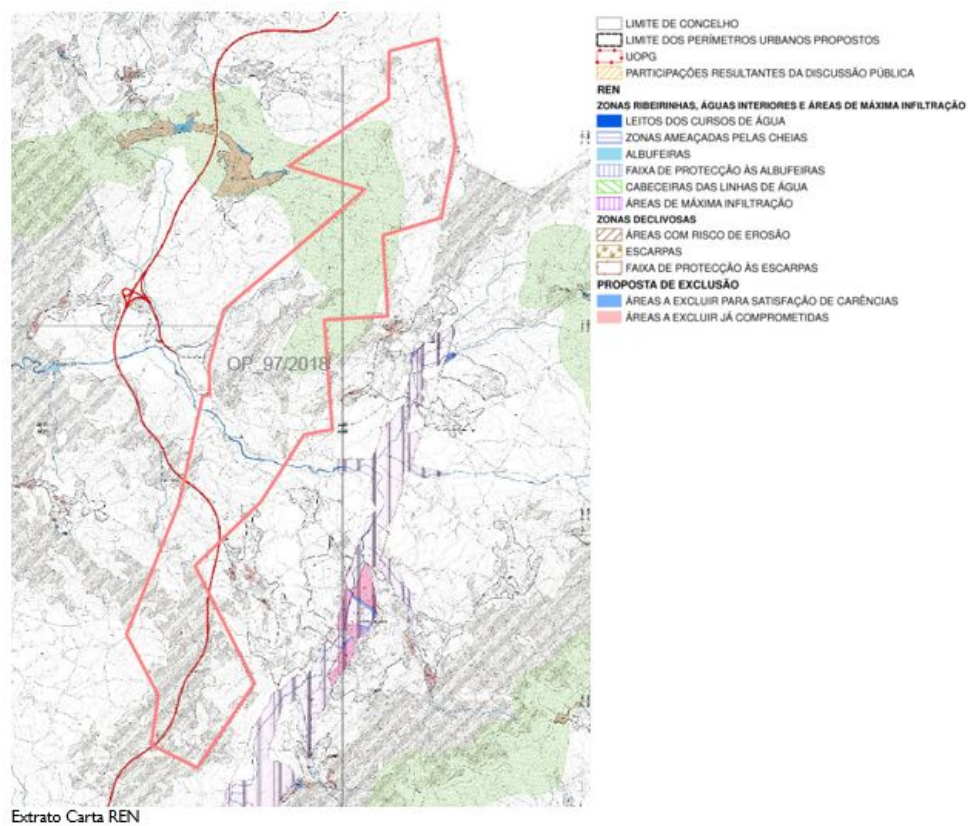 LIMITE DE CONCELHO
LIMITE DOS PERÍMETROS URBANOS PROPOSTOS
UOPG
PARTICIPAÇÕES RESULTANTES DA DISCUSSÃO PÚBLICA
REN
ZONAS RIBEIRINHAS, ÁGUAS INTERIORES E ÁREAS DE MÁXIMA INFILTRAÇÃO
LEITOS DOS CURSOS DE ÁGUA
ZONAS AMEAÇADAS PELAS CHEIAS
ALBUFEIRAS
FAIXA DE PROTECÇÃO ÀS ALBUFEIRAS
CABECEIRAS DAS LINHAS DE ÁGUA
ÁREAS DE MÁXIMA INFILTRAÇÃO
ZONAS DECLIVOSAS
ÁREAS COM RISCO DE EROSÃO
ESCARPAS
FAIXA DE PROTECÇÃO ÀS ESCARPAS
PROPOSTA DE EXCLUSÃO
ÁREAS A EXCLUIR PARA SATISFAÇÃO DE CARÊNCIAS
ÁREAS A EXCLUIR JÁ COMPROMETIDAS
OP_97/2018
Extrato Carta REN